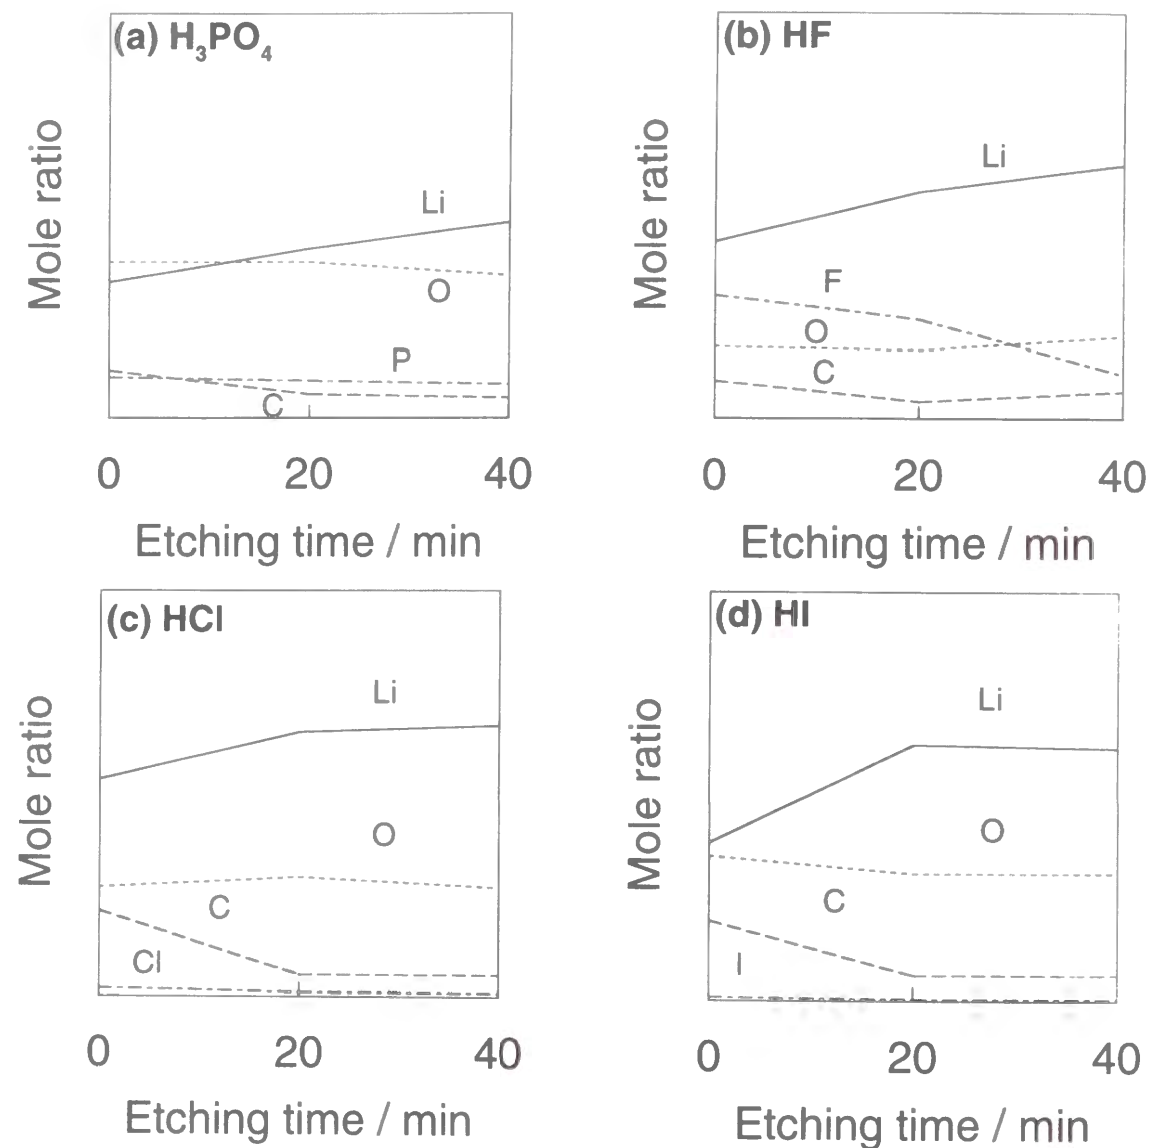 (a) H₃PO₄
Mole ratio
Li
O
P
C
0 20 40
Etching time / min
(b) HF
Mole ratio
Li
F
O
C
0 20 40
Etching time / min
(c) HCl
Mole ratio
Li
O
C
Cl
0 20 40
Etching time / min
(d) HI
Mole ratio
Li
O
C
I
0 20 40
Etching time / min